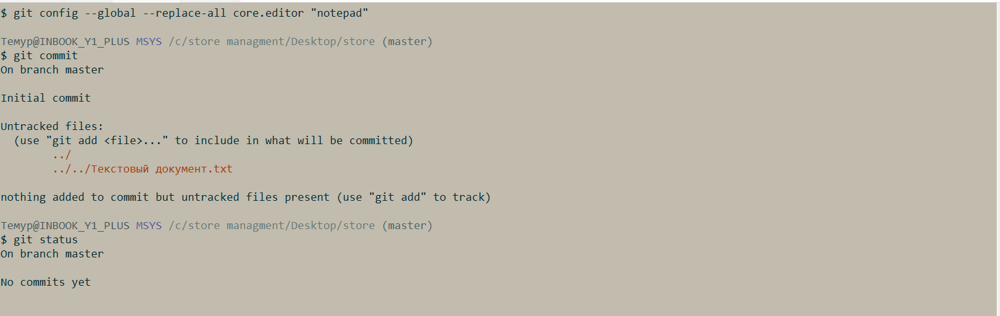 $ git config --global --replace-all core.editor "notepad"
Темур@INBOOK_Y1_PLUS MSYS /c/store managment/Desktop/store (master)
$ git commit
On branch master
Initial commit
Untracked files:
  (use "git add <file>..." to include in what will be committed)
        ../
        ../../Текстовый документ.txt
nothing added to commit but untracked files present (use "git add" to track)
Темур@INBOOK_Y1_PLUS MSYS /c/store managment/Desktop/store (master)
$ git status
On branch master
No commits yet